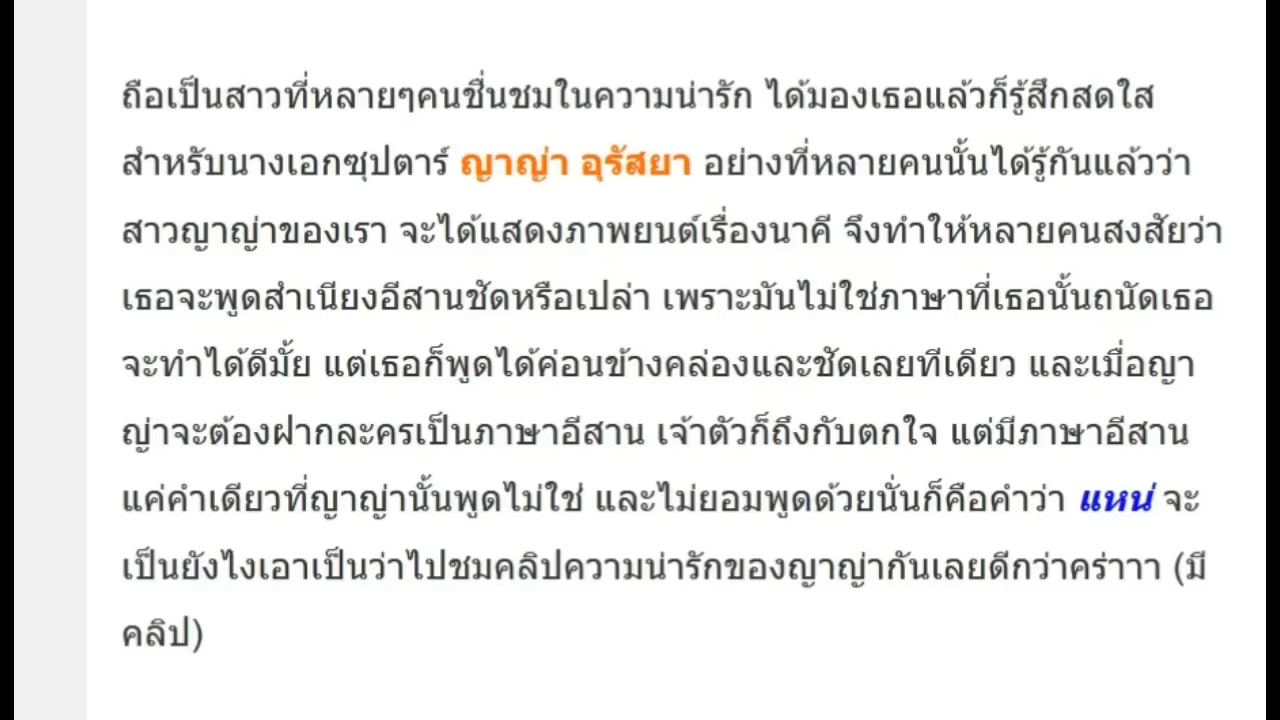 ถือเป็นสาวที่หลายๆคนชื่นชมในความน่ารัก ได้มองเธอแล้วก็รู้สึกสดใส
สำหรับนางเอกซุปตาร์ ญาญ่า อุรัสยา อย่างที่หลายคนนั้นได้รู้กันแล้วว่า
สาวญาญ่าของเรา จะได้แสดงภาพยนต์เรื่องนาคี จึงทำให้หลายคนสงสัยว่า
เธอจะพูดสำเนียงอีสานชัดหรือเปล่า เพราะมันไม่ใช่ภาษาที่เธอนั้นถนัดเธอ
จะทำได้ดีมั้ย แต่เธอก็พูดได้ค่อนข้างคล่องและชัดเลยทีเดียว และเมื่อญา
ญ่าจะต้องฝากละครเป็นภาษาอีสาน เจ้าตัวก็ถึงกับตกใจ แต่มีภาษาอีสาน
แค่คำเดียวที่ญาญ่านั้นพูดไม่ใช่ และไม่ยอมพูดด้วยนั่นก็คือคำว่า แหน่ จะ
เป็นยังไงเอาเป็นว่าไปชมคลิปความน่ารักของญาญ่ากันเลยดีกว่าคร่าาา (มี
คลิป)